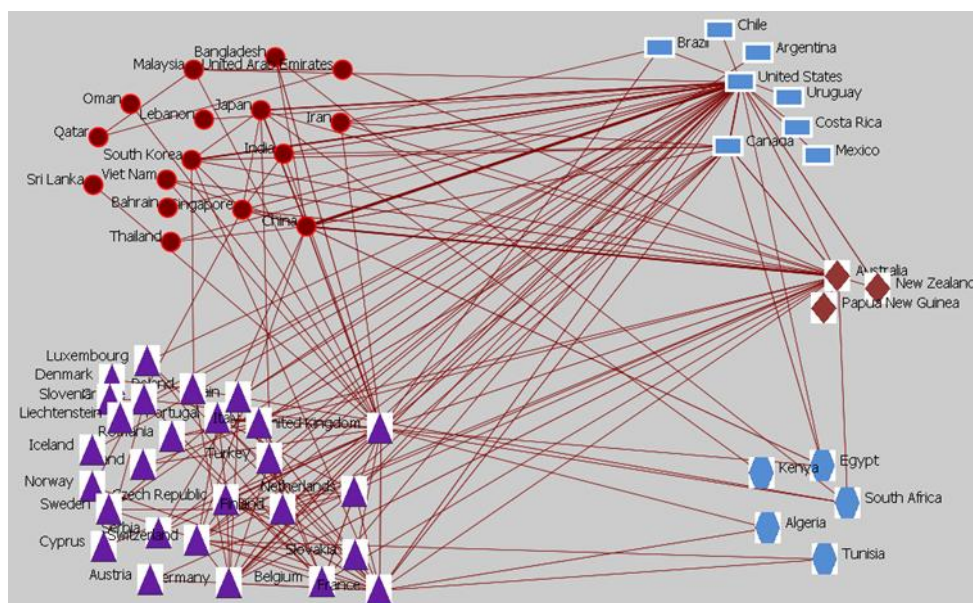 Bangladesh
Malaysia
United Arab Emirates
Oman
Lebanon
Japan
Iran
Qatar
South Korea
India
Sri Lanka
Viet Nam
Bahrain
Singapore
China
Thailand
Chile
Brazil
Argentina
United States
Uruguay
Costa Rica
Canada
Mexico
Australia
New Zealand
Papua New Guinea
Luxembourg
Denmark
Slovenia
Liechtenstein
Italy
United Kingdom
Iceland
Turkey
Norway
Czech Republic
Netherlands
Sweden
Finland
Serbia
Switzerland
Cyprus
Slovakia
Austria
Germany
Belgium
France
Kenya
Egypt
South Africa
Algeria
Tunisia